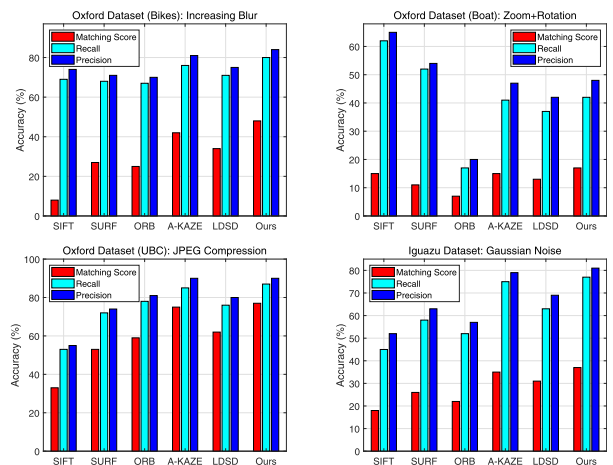 Oxford Dataset (Bikes): Increasing Blur
Matching Score
Recall
Precision
Accuracy (%)
80
60
40
20
0
SIFT SURF ORB A-KAZE LDSD Ours
Oxford Dataset (Boat): Zoom+Rotation
Matching Score
Recall
Precision
Accuracy (%)
60
50
40
30
20
10
0
SIFT SURF ORB A-KAZE LDSD Ours
Oxford Dataset (UBC): JPEG Compression
Matching Score
Recall
Precision
Accuracy (%)
100
80
60
40
20
0
SIFT SURF ORB A-KAZE LDSD Ours
Iguazu Dataset: Gaussian Noise
Matching Score
Recall
Precision
Accuracy (%)
80
70
60
50
40
30
20
10
0
SIFT SURF ORB A-KAZE LDSD Ours